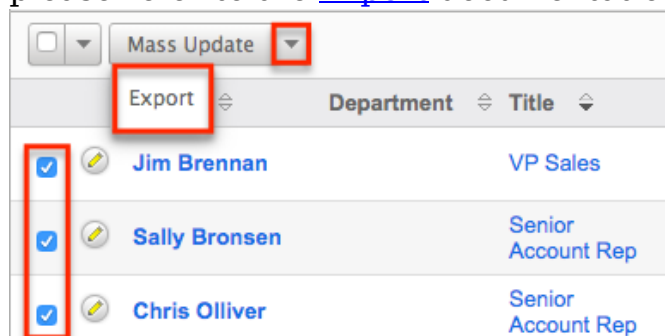 Mass Update
Export
Department Title
Jim Brennan VP Sales
Sally Bronsen Senior
Account Rep
Chris Olliver Senior
Account Rep